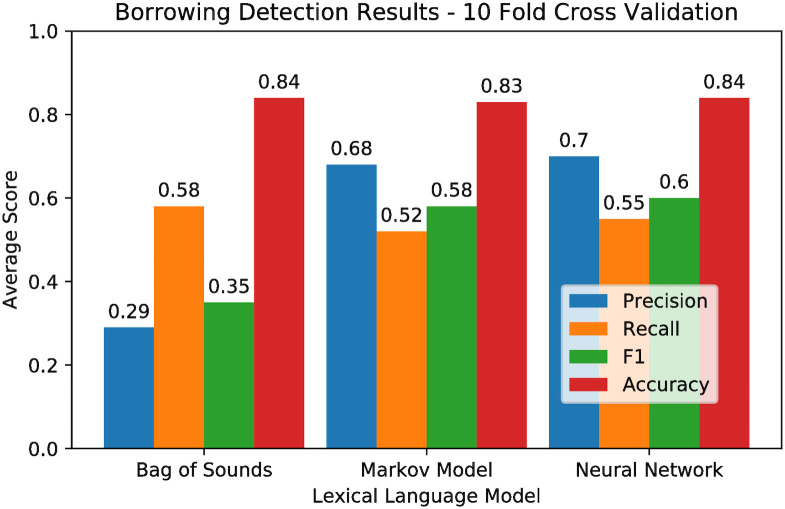 Borrowing Detection Results - 10 Fold Cross Validation
Average Score
1.0
0.8
0.6
0.4
0.2
0.0
0.29
0.58
0.35
0.84
0.68
0.52
0.58
0.83
0.7
0.55
0.6
0.84
Precision
Recall
F1
Accuracy
Bag of Sounds
Markov Model
Neural Network
Lexical Language Model